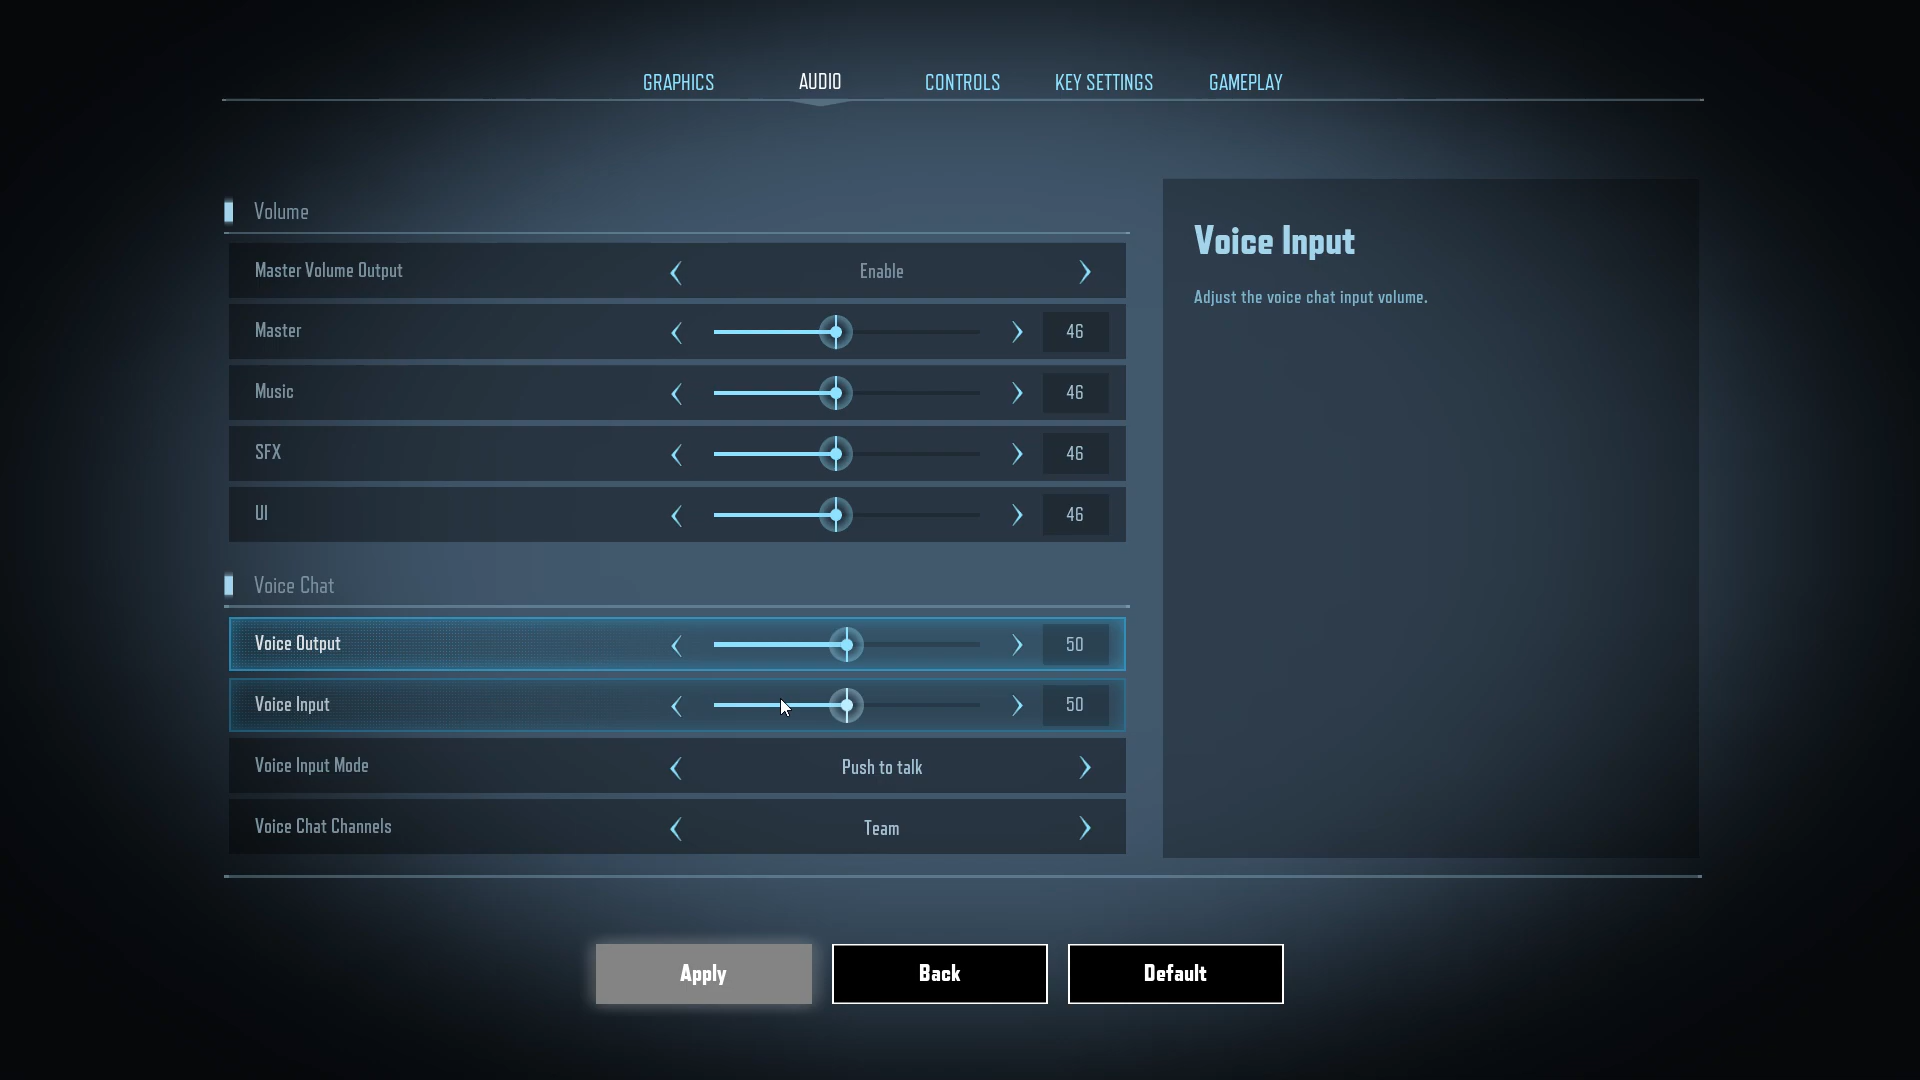 GRAPHICS AUDIO CONTROLS KEY SETTINGS GAMEPLAY
Volume
Master Volume Output Enable
Master 46
Music 46
SFX 46
UI 46
Voice Chat
Voice Output 50
Voice Input 50
Voice Input Mode Push to talk
Voice Chat Channels Team
Voice Input
Adjust the voice chat input volume.
Apply Back Default